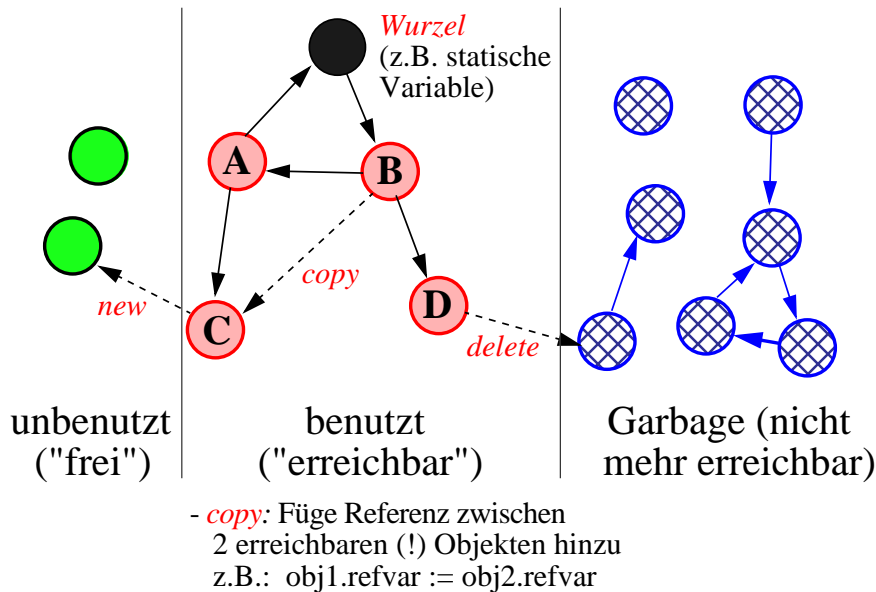 Wurzel
(z.B. statische
Variable)
A
B
copy
new
C
D
delete
unbenutzt
("frei")
benutzt
("erreichbar")
Garbage (nicht
mehr erreichbar)
- copy: Füge Referenz zwischen
2 erreichbaren (!) Objekten hinzu
z.B.: obj1.refvar := obj2.refvar